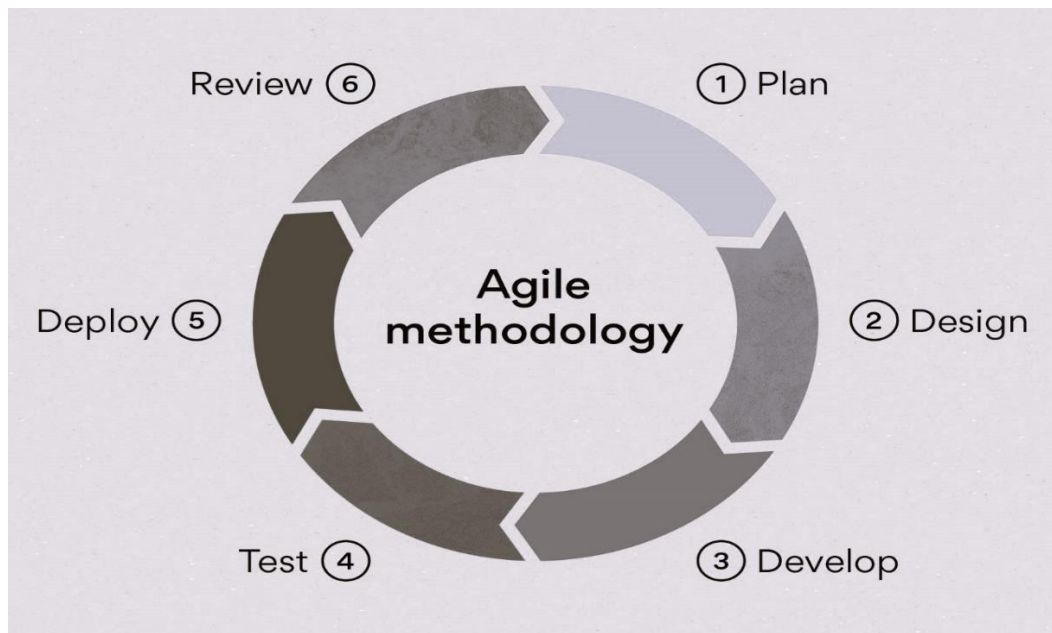 Agile
methodology
1 Plan
2 Design
3 Develop
Test 4
Deploy 5
Review 6